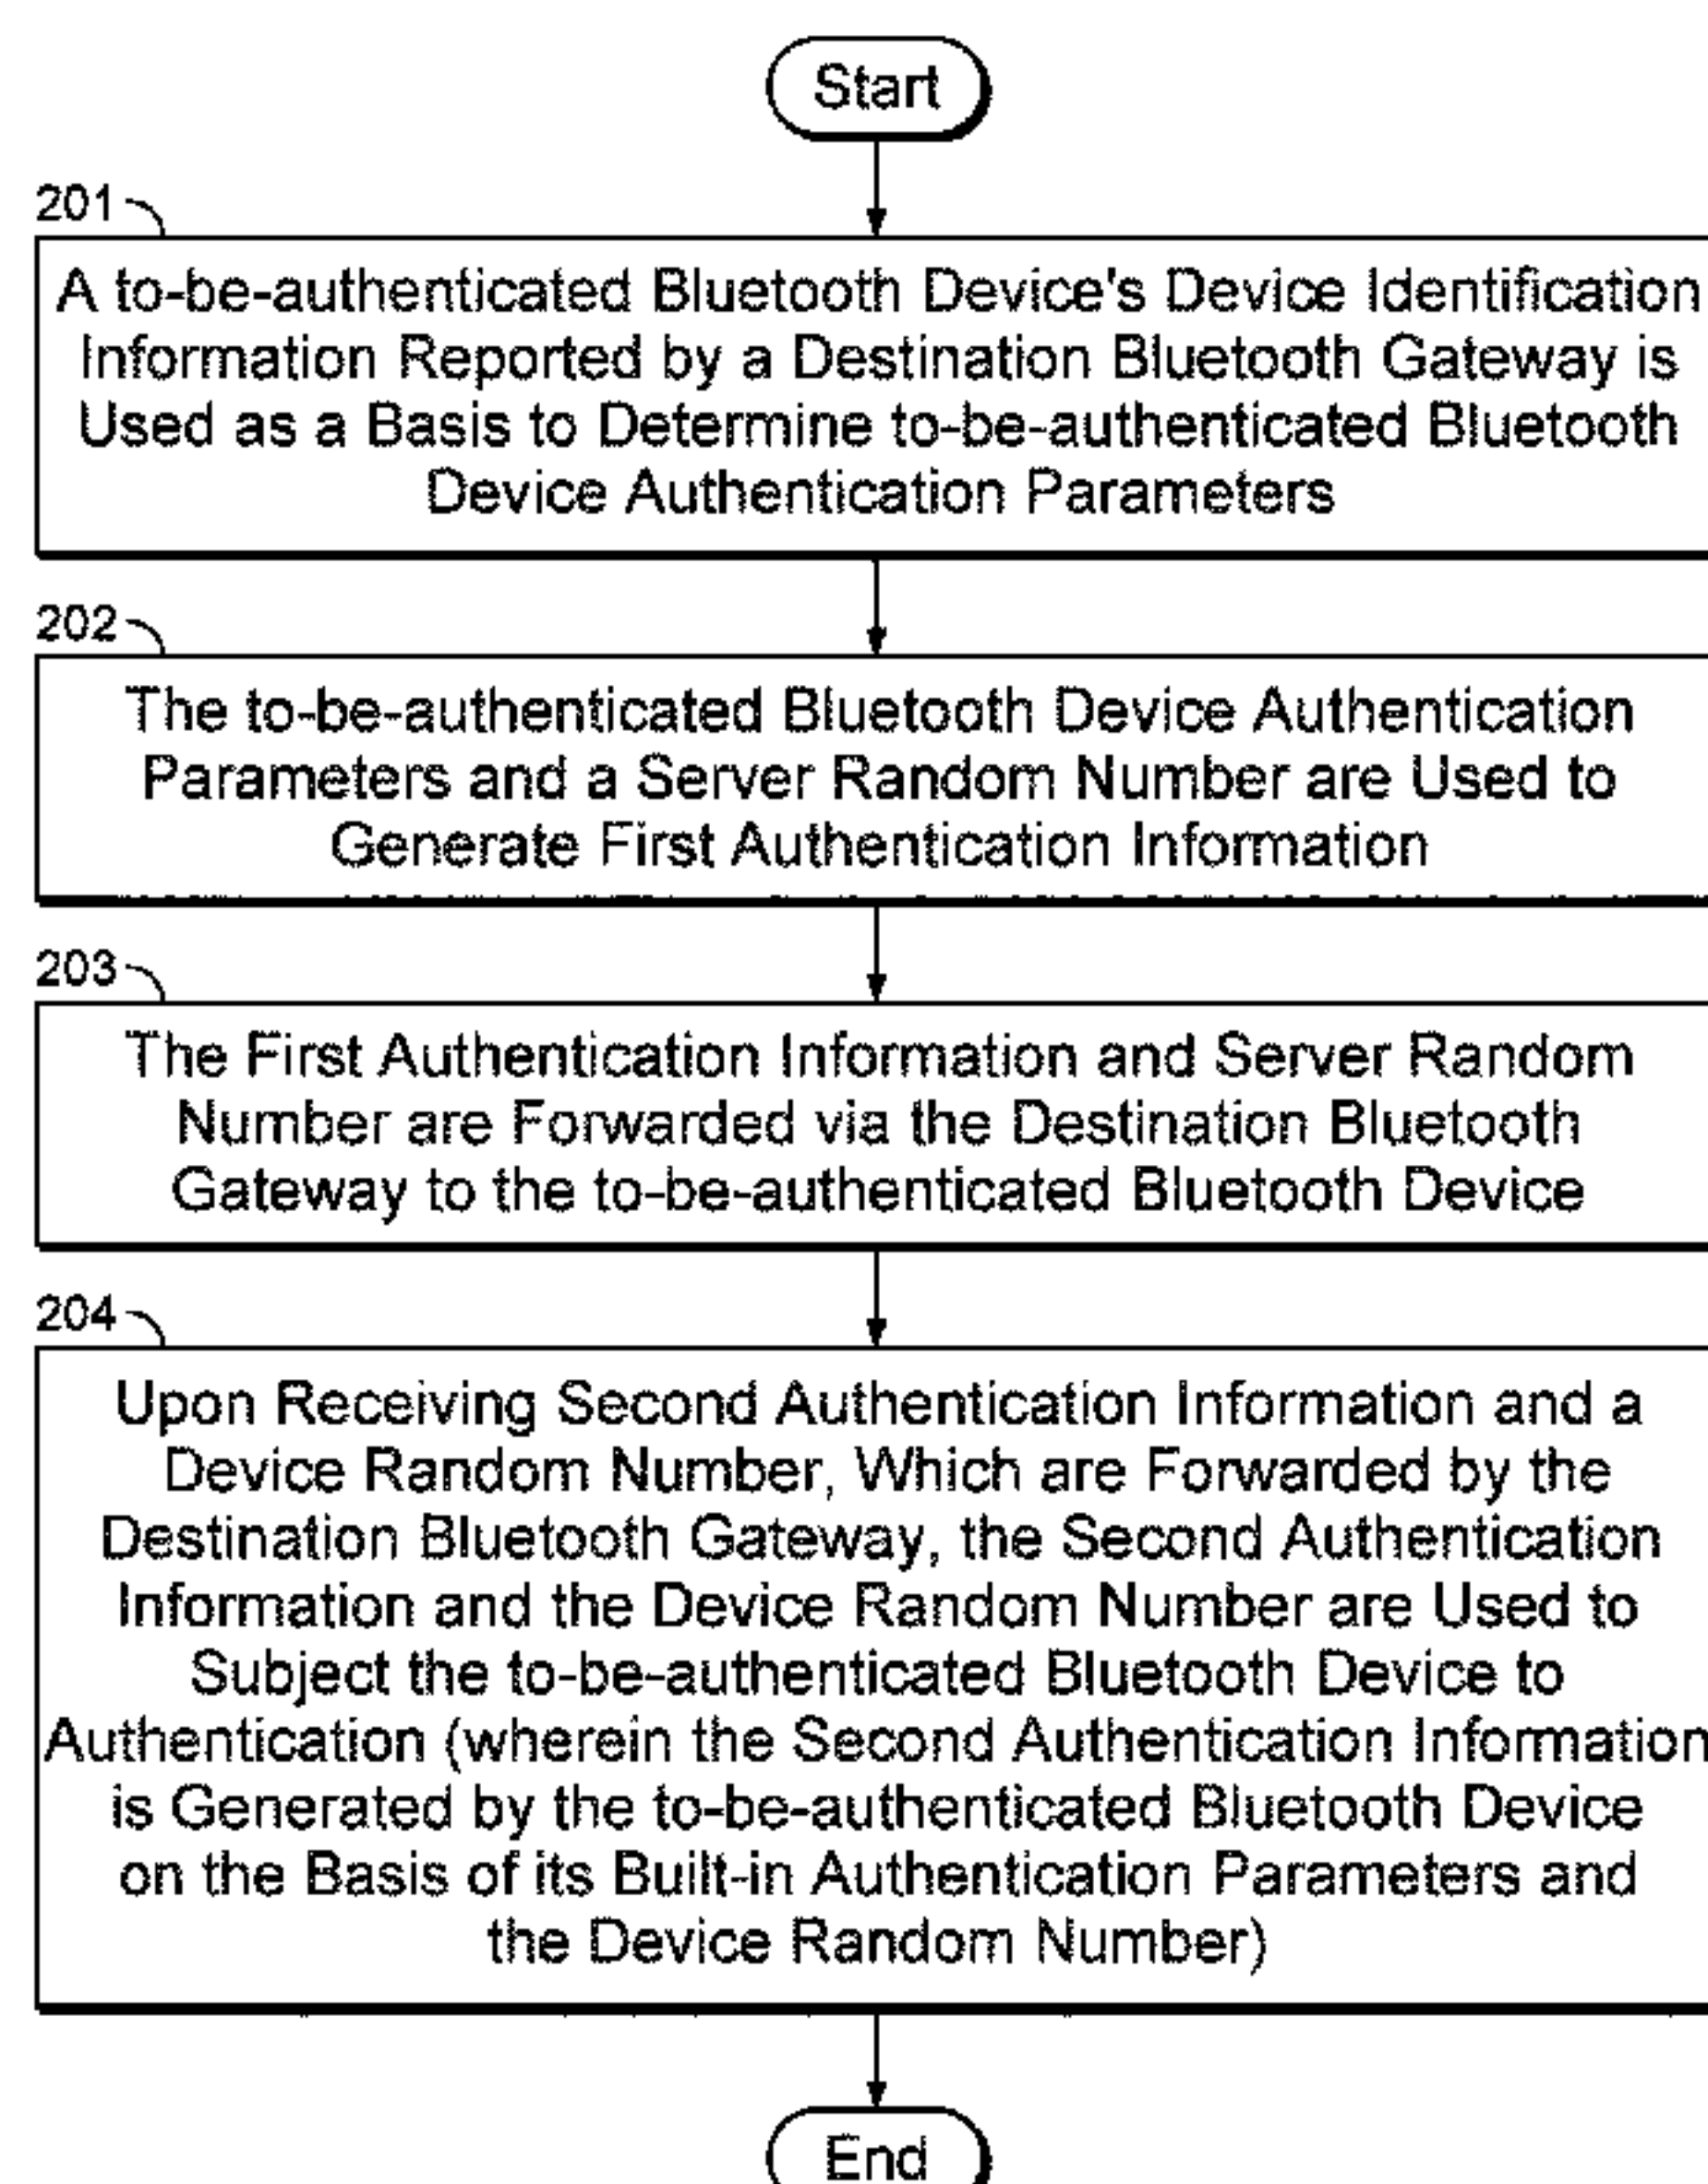 Start
201
A to-be-authenticated Bluetooth Device's Device Identification
Information Reported by a Destination Bluetooth Gateway is
Used as a Basis to Determine to-be-authenticated Bluetooth
Device Authentication Parameters
202
The to-be-authenticated Bluetooth Device Authentication
Parameters and a Server Random Number are Used to
Generate First Authentication Information
203
The First Authentication Information and Server Random
Number are Forwarded via the Destination Bluetooth
Gateway to the to-be-authenticated Bluetooth Device
204
Upon Receiving Second Authentication Information and a
Device Random Number, Which are Forwarded by the
Destination Bluetooth Gateway, the Second Authentication
Information and the Device Random Number are Used to
Subject the to-be-authenticated Bluetooth Device to
Authentication (wherein the Second Authentication Information
is Generated by the to-be-authenticated Bluetooth Device
on the Basis of its Built-in Authentication Parameters and
the Device Random Number)
End